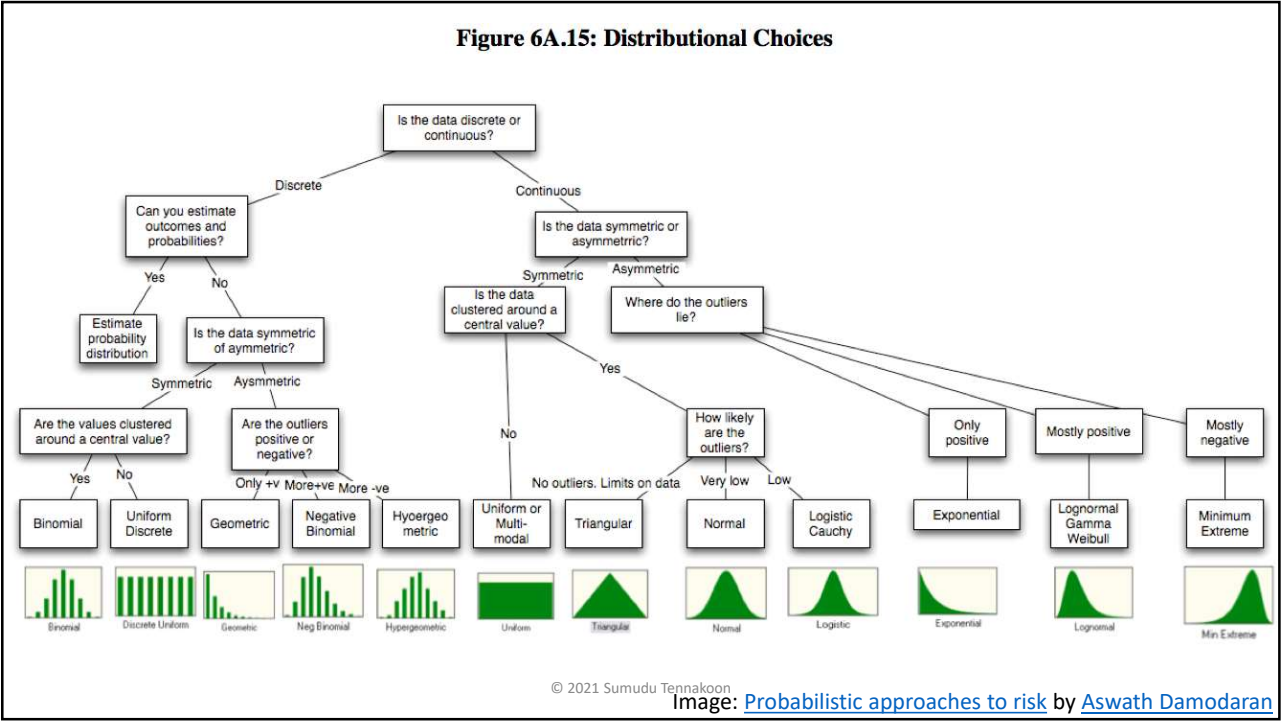 Figure 6A.15: Distributional Choices
Is the data discrete or
continuous?
Discrete
Continuous
Can you estimate
outcomes and
probabilities?
Is the data symmetric or
asymmetrric?
Yes
No
Symmetric
Asymmetric
Estimate
probability
distribution
Is the data symmetric
of aymmetric?
Is the data
clustered around a
central value?
Where do the outliers
lie?
Symmetric
Aysmmetric
Yes
No
Are the values clustered
around a central value?
Are the outliers
positive or
negative?
How likely
are the
outliers?
Only
positive
Mostly positive
Mostly
negative
Yes
No
Only +v
More+ve
More -ve
No outliers. Limits on data
Very low
Low
Binomial
Uniform
Discrete
Geometric
Negative
Binomial
Hyoergeo
metric
Uniform or
Multi-
modal
Triangular
Normal
Logistic
Cauchy
Exponential
Lognormal
Gamma
Weibull
Minimum
Extreme
Binomial
Discrete Uniform
Geometric
Neg Binomial
Hypergeometric
Uniform
Triangular
Normal
Logistic
Exponential
Lognormal
Min Extreme
© 2021 Sumudu Tennakoon
Image: Probabilistic approaches to risk by Aswath Damodaran